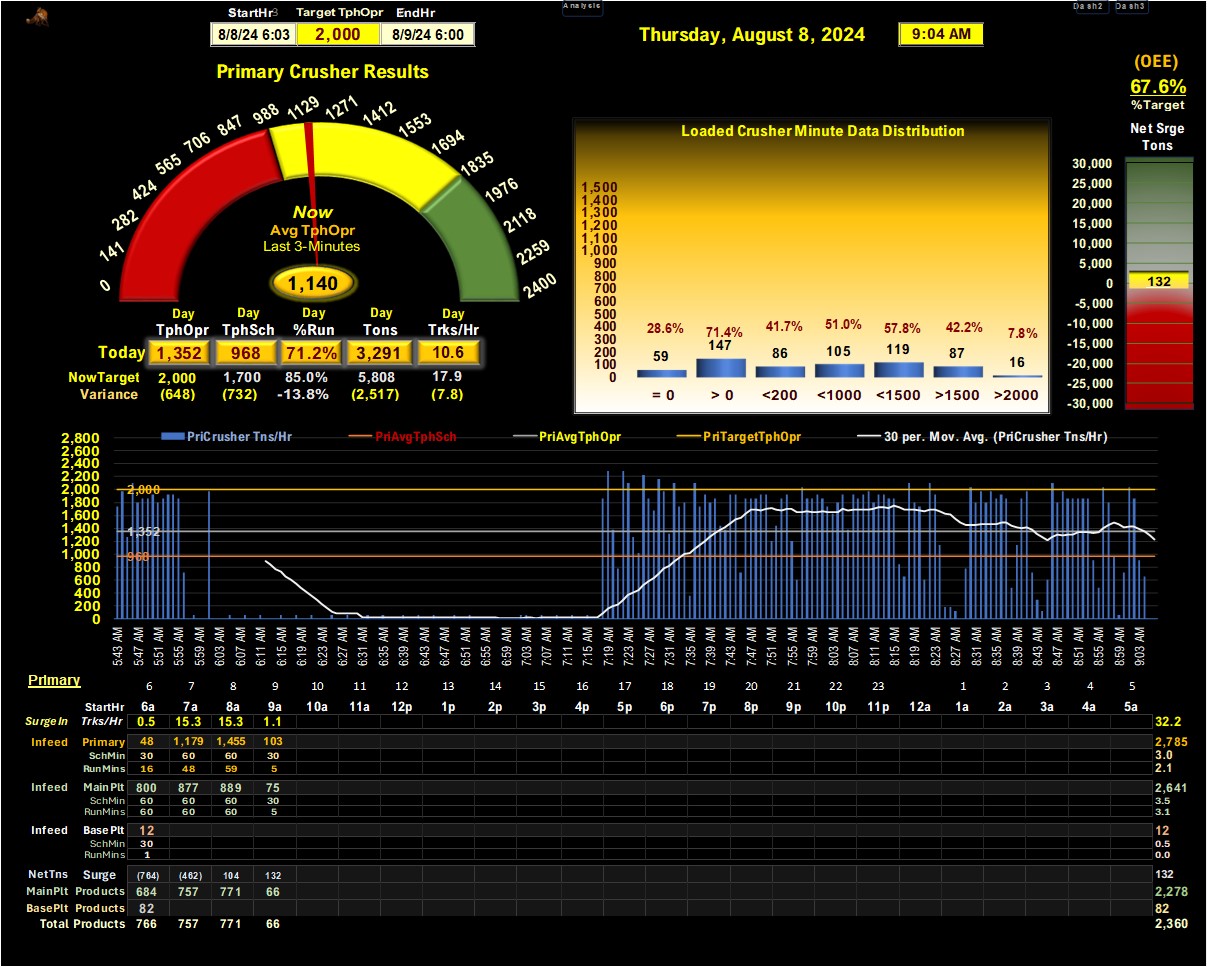 StartHr3 Target TphOpr EndHr
8/8/24 6:03 2,000 8/9/24 6:00
Analysis
Thursday, August 8, 2024
9:04 AM
Dash2 Dash3
Primary Crusher Results
0 141 282 424 565 706 847 988 1129 1271 1412 1553 1694 1835 1976 2118 2259 2400
Now
Avg TphOpr
Last 3-Minutes
1,140
Day Day Day Day Day
TphOpr TphSch %Run Tons Trks/Hr
Today 1,352 968 71.2% 3,291 10.6
NowTarget 2,000 1,700 85.0% 5,808 17.9
Variance (648) (732) -13.8% (2,517) (7.8)
Loaded Crusher Minute Data Distribution
1,500
1,400
1,300
1,200
1,100
1,000
900
800
700
600
500
400
300
200
100
0
28.6% 71.4% 41.7% 51.0% 57.8% 42.2% 7.8%
59 147 86 105 119 87 16
= 0 > 0 <200 <1000 <1500 >1500 >2000
(OEE)
67.6%
%Target
Net Srge
Tons
30,000
25,000
20,000
15,000
10,000
5,000
0
-5,000
-10,000
-15,000
-20,000
-25,000
-30,000
132
PriCrusher Tns/Hr PriAvgTphSch PriAvgTphOpr PriTargetTphOpr 30 per. Mov. Avg. (PriCrusher Tns/Hr)
2,800
2,600
2,400
2,200
2,000
1,800
1,600
1,400
1,200
1,000
800
600
400
200
0
2,000
1,352
968
5:43 AM 5:47 AM 5:51 AM 5:55 AM 5:59 AM 6:03 AM 6:07 AM 6:11 AM 6:15 AM 6:19 AM 6:23 AM 6:27 AM 6:31 AM 6:35 AM 6:39 AM 6:43 AM 6:47 AM 6:51 AM 6:55 AM 6:59 AM 7:03 AM 7:07 AM 7:11 AM 7:15 AM 7:19 AM 7:23 AM 7:27 AM 7:31 AM 7:35 AM 7:39 AM 7:43 AM 7:47 AM 7:51 AM 7:55 AM 7:59 AM 8:03 AM 8:07 AM 8:11 AM 8:15 AM 8:19 AM 8:23 AM 8:27 AM 8:31 AM 8:35 AM 8:39 AM 8:43 AM 8:47 AM 8:51 AM 8:55 AM 8:59 AM 9:03 AM
Primary
6 7 8 9 10 11 12 13 14 15 16 17 18 19 20 21 22 23 1 2 3 4 5
StartHr 6a 7a 8a 9a 10a 11a 12p 1p 2p 3p 4p 5p 6p 7p 8p 9p 10p 11p 12a 1a 2a 3a 4a 5a
SurgeIn Trks/Hr 0.5 15.3 15.3 1.1 32.2
Infeed Primary 48 1,179 1,455 103 2,785
SchMin 30 60 60 30 3.0
RunMins 16 48 59 5 2.1
Infeed MainPlt 800 877 889 75 2,641
SchMin 60 60 60 30 3.5
RunMins 60 60 60 5 3.1
Infeed BasePlt 12 12
SchMin 30 0.5
RunMins 1 0.0
NetTns Surge (764) (462) 104 132 132
MainPlt Products 684 757 771 66 2,278
BasePlt Products 82 82
Total Products 766 757 771 66 2,360